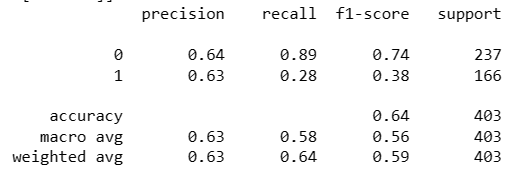 precision recall f1-score support
0 0.64 0.89 0.74 237
1 0.63 0.28 0.38 166
accuracy 0.64 403
macro avg 0.63 0.58 0.56 403
weighted avg 0.63 0.64 0.59 403